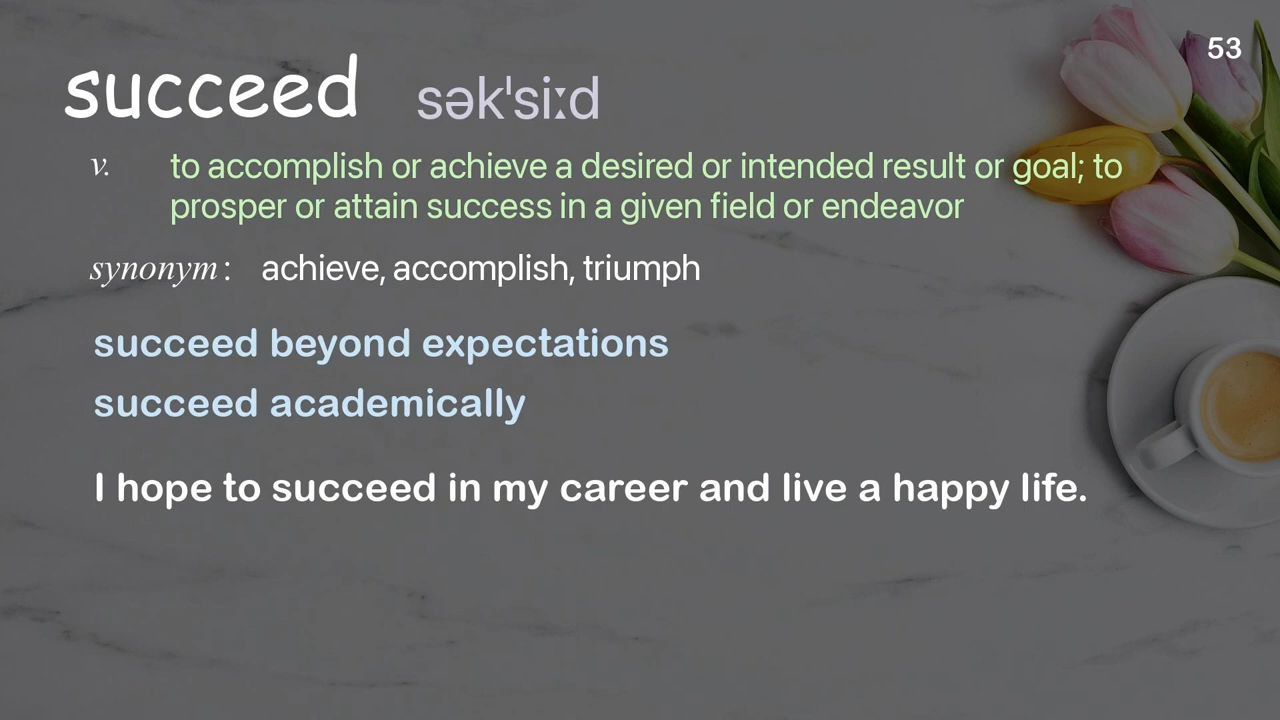 53
succeed səkˈsiːd
v. to accomplish or achieve a desired or intended result or goal; to
prosper or attain success in a given field or endeavor
synonym: achieve, accomplish, triumph
succeed beyond expectations
succeed academically
I hope to succeed in my career and live a happy life.